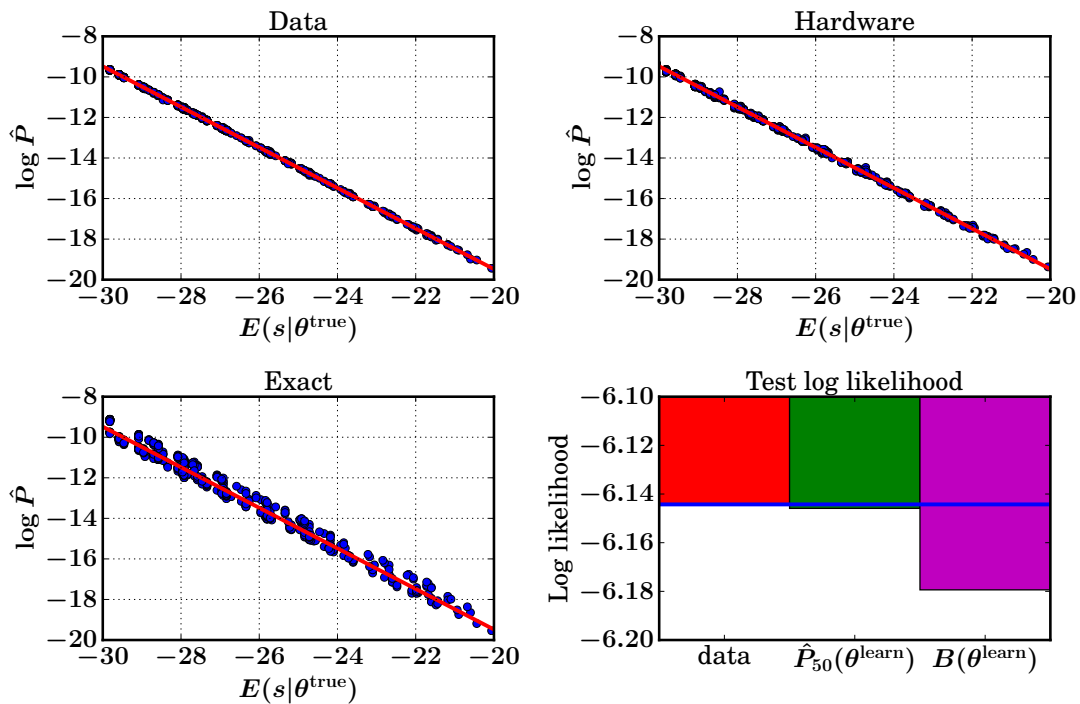 Data
−8
−10
−12
−14
−16
−18
−20
log P̂
−30 −28 −26 −24 −22 −20
E(s|θ^true)
Hardware
−8
−10
−12
−14
−16
−18
−20
log P̂
−30 −28 −26 −24 −22 −20
E(s|θ^true)
Exact
−8
−10
−12
−14
−16
−18
−20
log P̂
−30 −28 −26 −24 −22 −20
E(s|θ^true)
Test log likelihood
−6.10
−6.12
−6.14
−6.16
−6.18
−6.20
Log likelihood
data P̂₅₀(θ^learn) B(θ^learn)